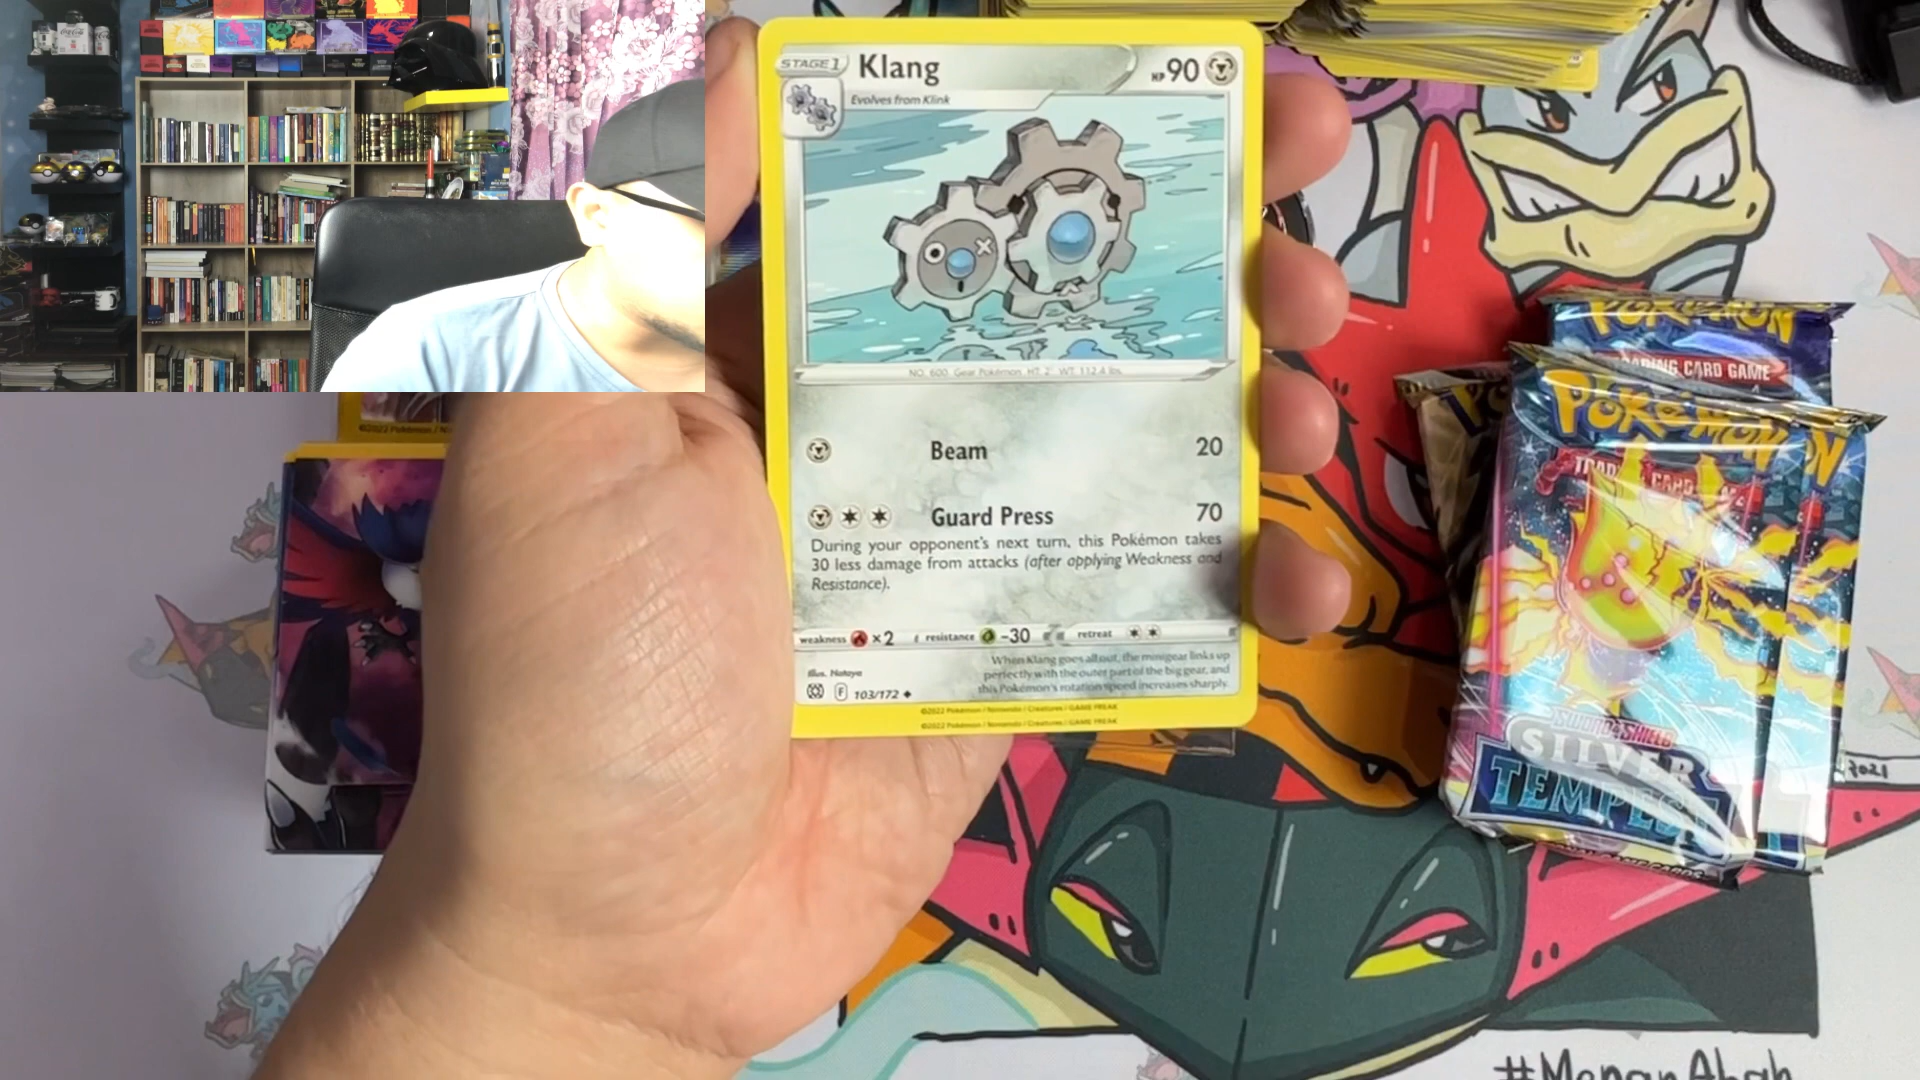 STAGE 1
Klang
HP 90
Evolves from Klink
NO. 600 Gear Pokémon HT: 2' WT: 112.4 lbs.
Beam 20
Guard Press 70
During your opponent's next turn, this Pokémon takes
30 less damage from attacks (after applying Weakness and
Resistance).
weakness ×2 resistance -30 retreat
When Klang goes all out, the minigear links up
perfectly with the outer part of the big gear, and
this Pokémon's rotation speed increases sharply.
Illus. Nataya
F 103/172
©2022 Pokémon / Nintendo / Creatures / GAME FREAK
©2022 Pokémon / Nintendo / Creatures / GAME FREAK
©2022 Pokémon / Ni
POKÉMON
TRADING CARD GAME
POKÉMON
SWORD & SHIELD
SILVER
TEMPEST
2021